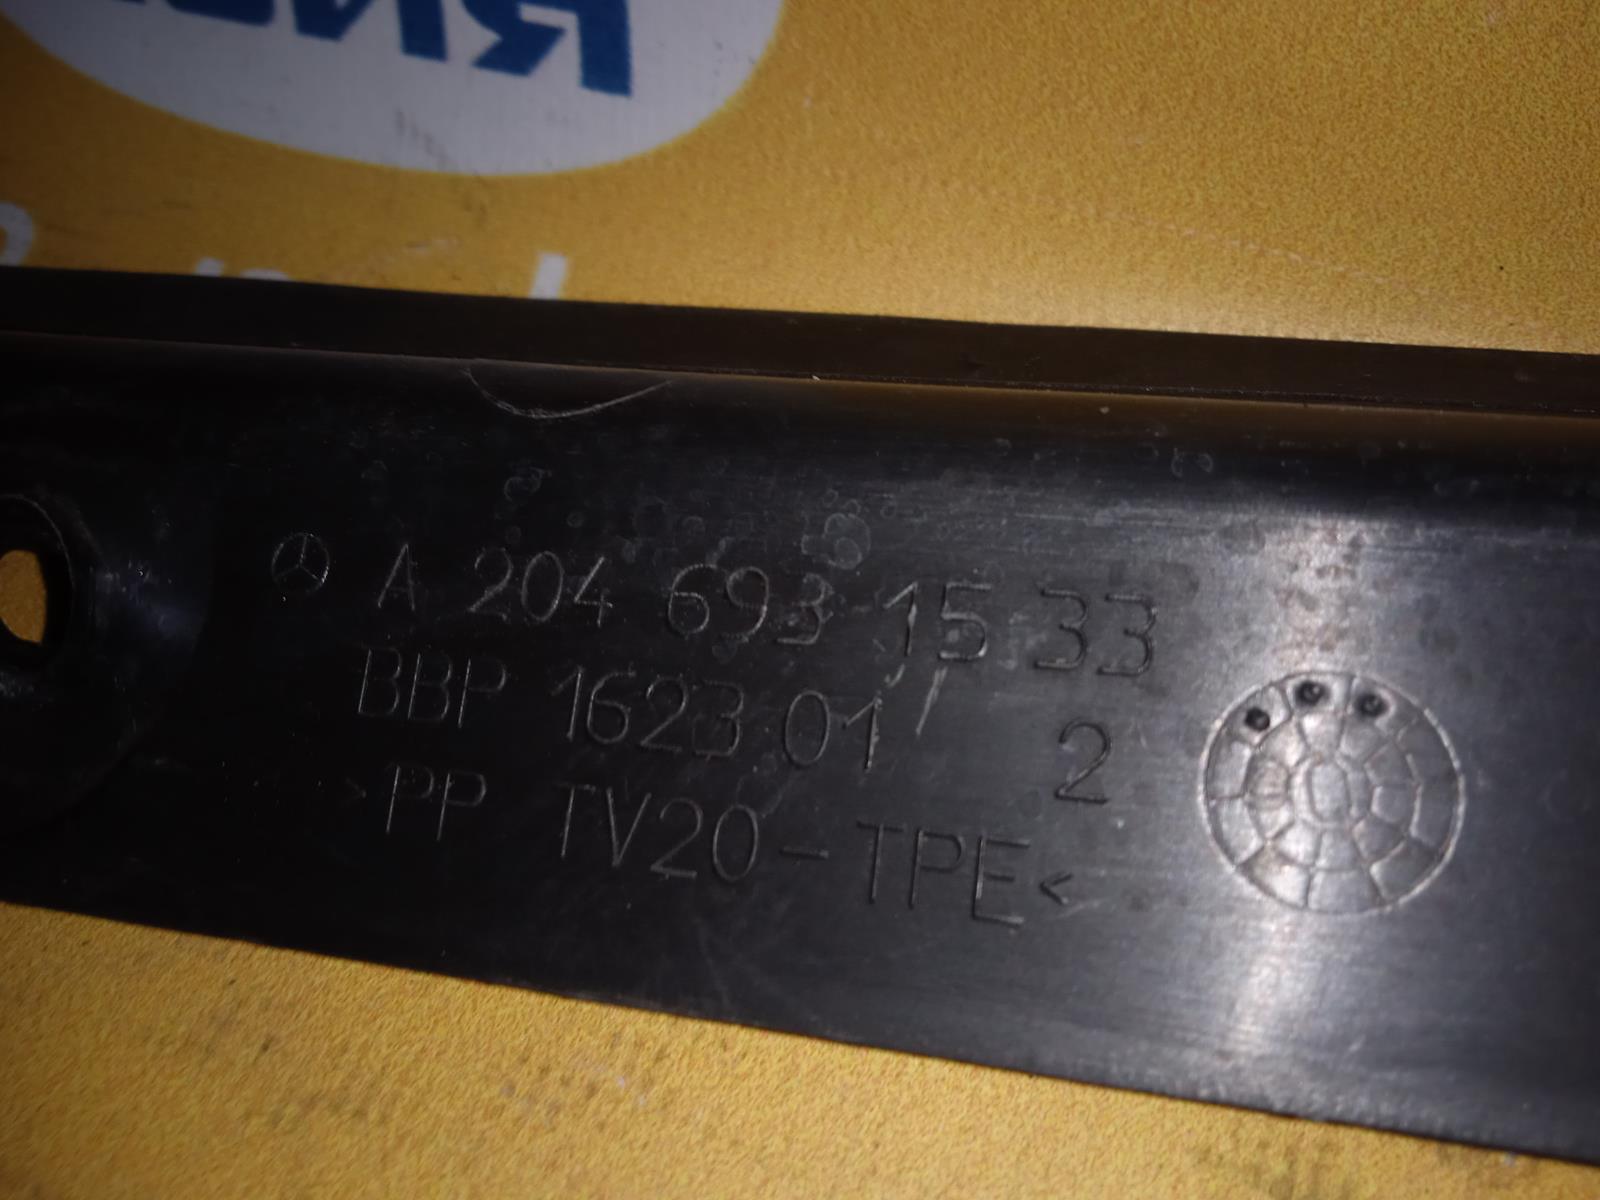 A 204 693 15 33
BBP 1623 01 2
>PP TV20-TPE<